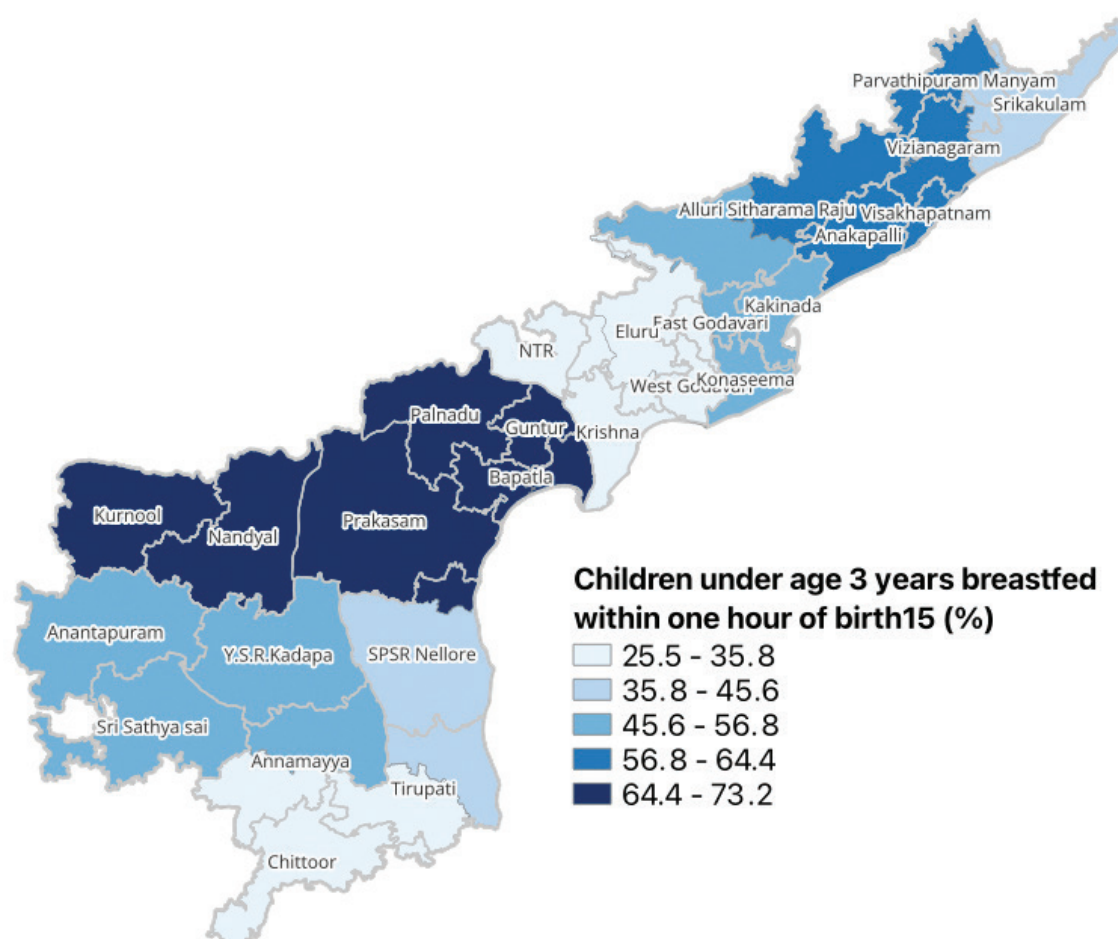 Parvathipuram Manyam
Srikakulam
Vizianagaram
Alluri Sitharama Raju
Visakhapatnam
Anakapalli
Kakinada
East Godavari
Eluru
NTR
Konaseema
West Godavari
Palnadu
Guntur
Krishna
Bapatla
Kurnool
Prakasam
Nandyal
Anantapuram
Y.S.R.Kadapa
SPSR Nellore
Sri Sathya sai
Annamayya
Tirupati
Chittoor
Children under age 3 years breastfed
within one hour of birth15 (%)
25.5 - 35.8
35.8 - 45.6
45.6 - 56.8
56.8 - 64.4
64.4 - 73.2